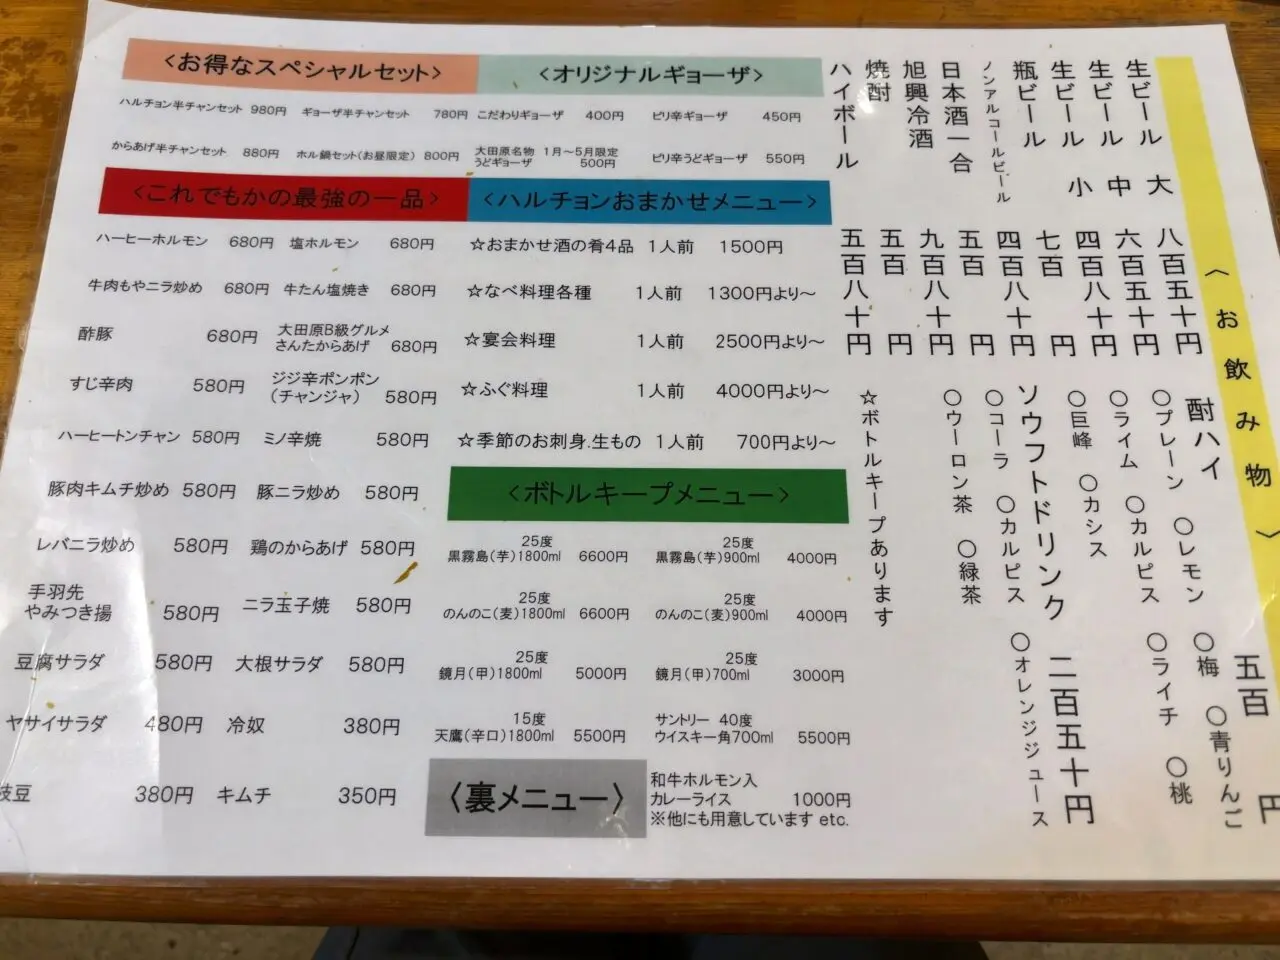 〈お得なスペシャルセット〉
ハルチョン半チャンセット 980円 ギョーザ半チャンセット 780円
からあげ半チャンセット 880円 ホル鍋セット(お昼限定) 800円
〈オリジナルギョーザ〉
こだわりギョーザ 400円 ピリ辛ギョーザ 450円
大田原名物 1月〜5月限定
うどギョーザ 500円 ピリ辛うどギョーザ 550円
〈これでもかの最強の一品〉
ハーヒーホルモン 680円 塩ホルモン 680円
牛肉もやニラ炒め 680円 牛たん塩焼き 680円
酢豚 680円 大田原B級グルメ
さんたからあげ 680円
すじ辛肉 580円 ジジ辛ポンポン
(チャンジャ) 580円
ハーヒートンチャン 580円 ミノ辛焼 580円
豚肉キムチ炒め 580円 豚ニラ炒め 580円
レバニラ炒め 580円 鶏のからあげ 580円
手羽先
やみつき揚 580円 ニラ玉子焼 580円
豆腐サラダ 580円 大根サラダ 580円
ヤサイサラダ 480円 冷奴 380円
枝豆 380円 キムチ 350円
〈ハルチョンおまかせメニュー〉
☆おまかせ酒の肴4品 1人前 1500円
☆なべ料理各種 1人前 1300円より〜
☆宴会料理 1人前 2500円より〜
☆ふぐ料理 1人前 4000円より〜
☆季節のお刺身.生もの 1人前 700円より〜
〈ボトルキープメニュー〉
25度 25度
黒霧島(芋)1800ml 6600円 黒霧島(芋)900ml 4000円
25度 25度
のんのこ(麦)1800ml 6600円 のんのこ(麦)900ml 4000円
25度 25度
鏡月(甲)1800ml 5000円 鏡月(甲)700ml 3000円
15度 サントリー 40度
天鷹(辛口)1800ml 5500円 ウイスキー角700ml 5500円
〈裏メニュー〉
和牛ホルモン入
カレーライス 1000円
※他にも用意しています etc.
〈お飲み物〉
生ビール 大 八百五十円
生ビール 中 六百五十円
生ビール 小 四百八十円
瓶ビール 七百円
ノンアルコールビール 四百八十円
日本酒一合 五百円
旭興冷酒 九百八十円
焼酎 五百円
ハイボール 五百八十円
酎ハイ 五百円
○プレーン ○レモン ○梅 ○青りんご
○ライム ○カルピス ○ライチ ○桃
○巨峰 ○カシス
ソウフトドリンク 二百五十円
○コーラ ○カルピス ○オレンジジュース
○ウーロン茶 ○緑茶
☆ボトルキープあります